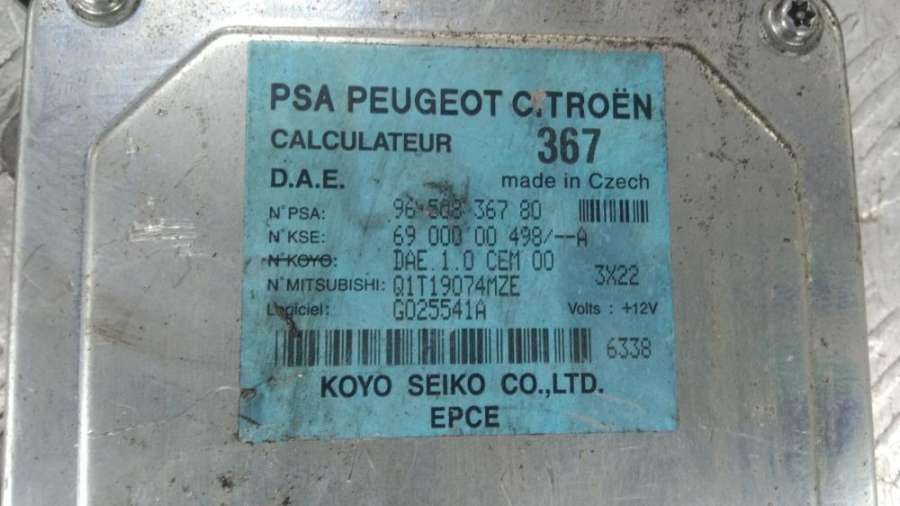 PSA PEUGEOT CITROËN
CALCULATEUR 367
D.A.E. made in Czech
N°PSA: 96 508 367 80
N°KSE: 69 000 00 498/--A
N°KOYO: DAE 1.0 CEM 00
3X22
N°MITSUBISHI: Q1T19074MZE
Logiciel: G025541A Volts : +12V
6338
KOYO SEIKO CO.,LTD.
EPCE